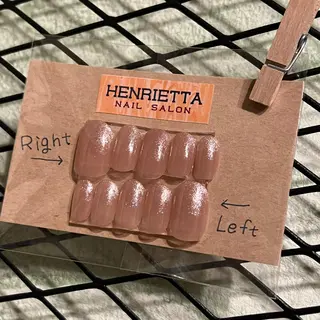 HENRIETTA
NAIL SALON
Right
Left